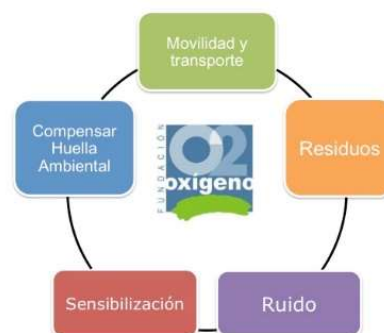 Movilidad y
transporte
Residuos
Ruido
Sensibilización
Compensar
Huella
Ambiental
FUNDACIÓN
O2
oxígeno